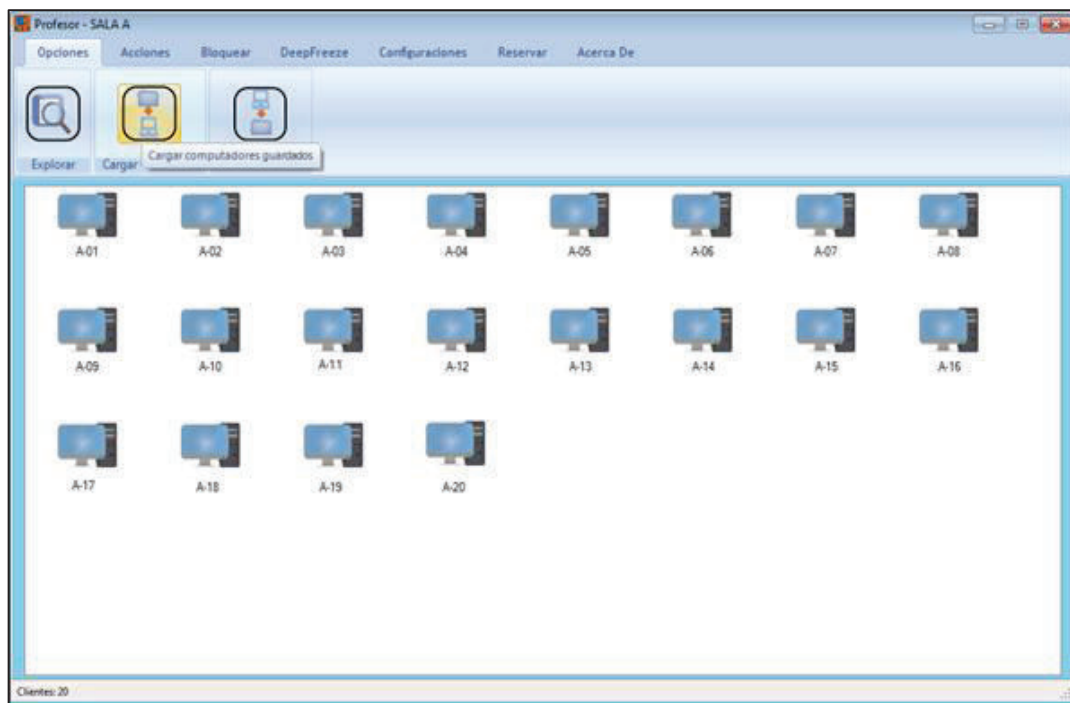 Profesor - SALA A
Opciones Acciones Bloquear DeepFreeze Configuraciones Reservar Acerca De
Explorar Cargar
Cargar computadores guardados
A-01 A-02 A-03 A-04 A-05 A-06 A-07 A-08
A-09 A-10 A-11 A-12 A-13 A-14 A-15 A-16
A-17 A-18 A-19 A-20
Clientes: 20